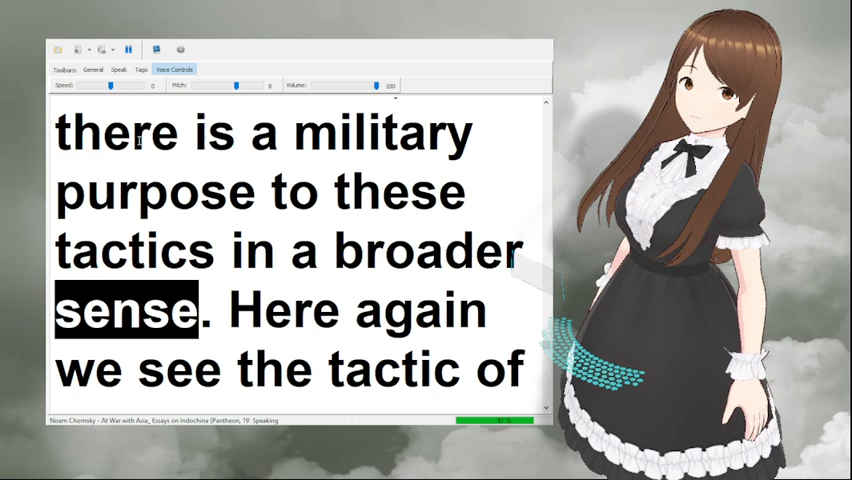 Toolbars: General Speak Tags Voice Controls
Speed: 0 Pitch: 8 Volume: 100
there is a military
purpose to these
tactics in a broader
sense. Here again
we see the tactic of
Noam Chomsky - At War with Asia_ Essays on Indochina (Pantheon, 19 Speaking
81 %